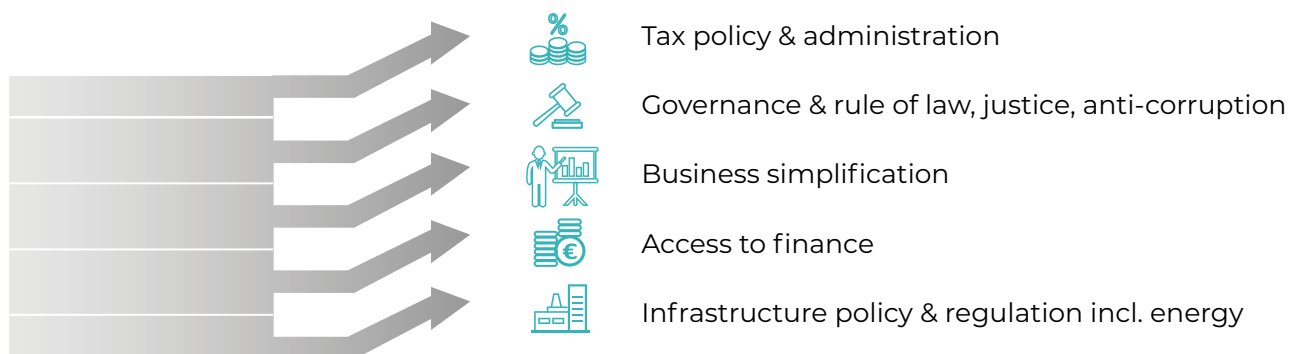 %
Tax policy & administration
Governance & rule of law, justice, anti-corruption
Business simplification
Access to finance
€
Infrastructure policy & regulation incl. energy